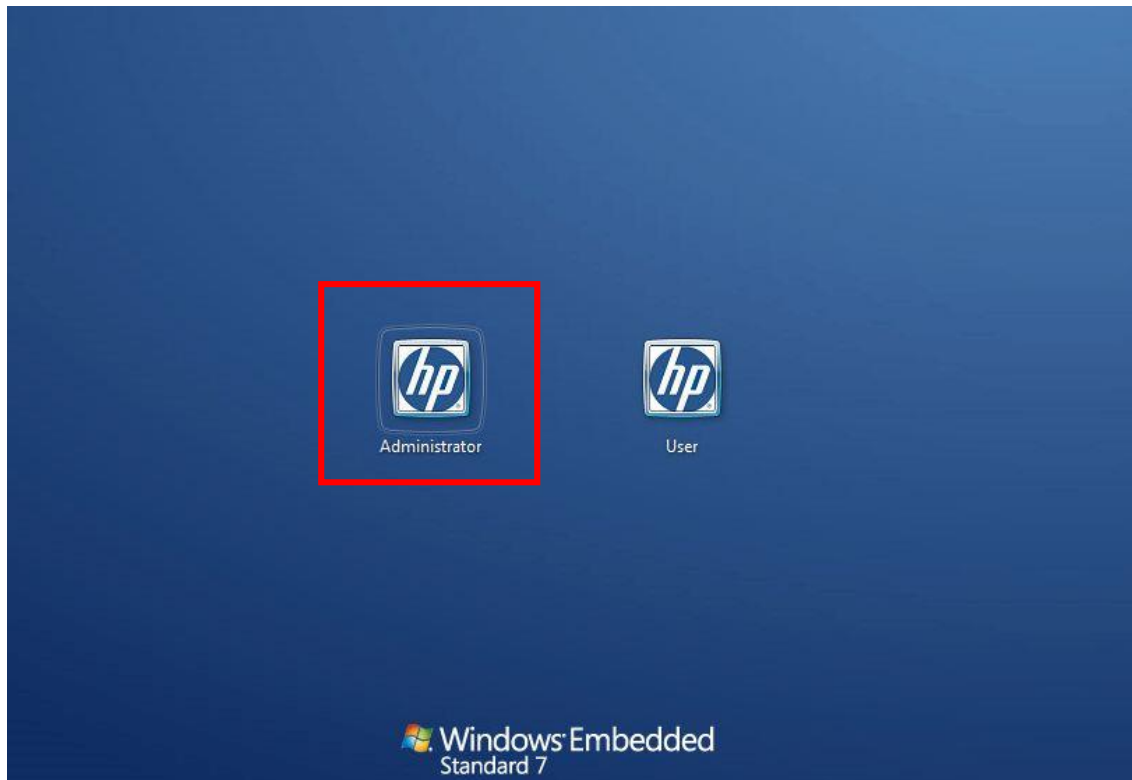 hp
hp
Administrator
User
Windows Embedded
Standard 7